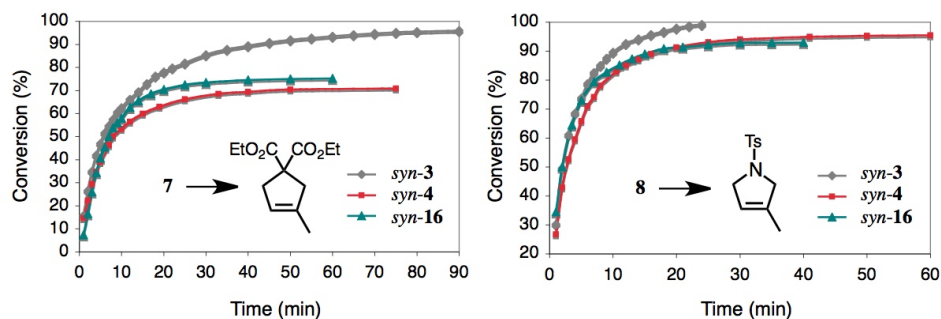 100
90
80
70
60
50
40
30
20
10
0
Conversion (%)
EtO2C CO2Et
7
syn-3
syn-4
syn-16
0 10 20 30 40 50 60 70 80 90
Time (min)
100
90
80
70
60
50
40
30
20
Conversion (%)
Ts
N
8
syn-3
syn-4
syn-16
0 10 20 30 40 50 60
Time (min)